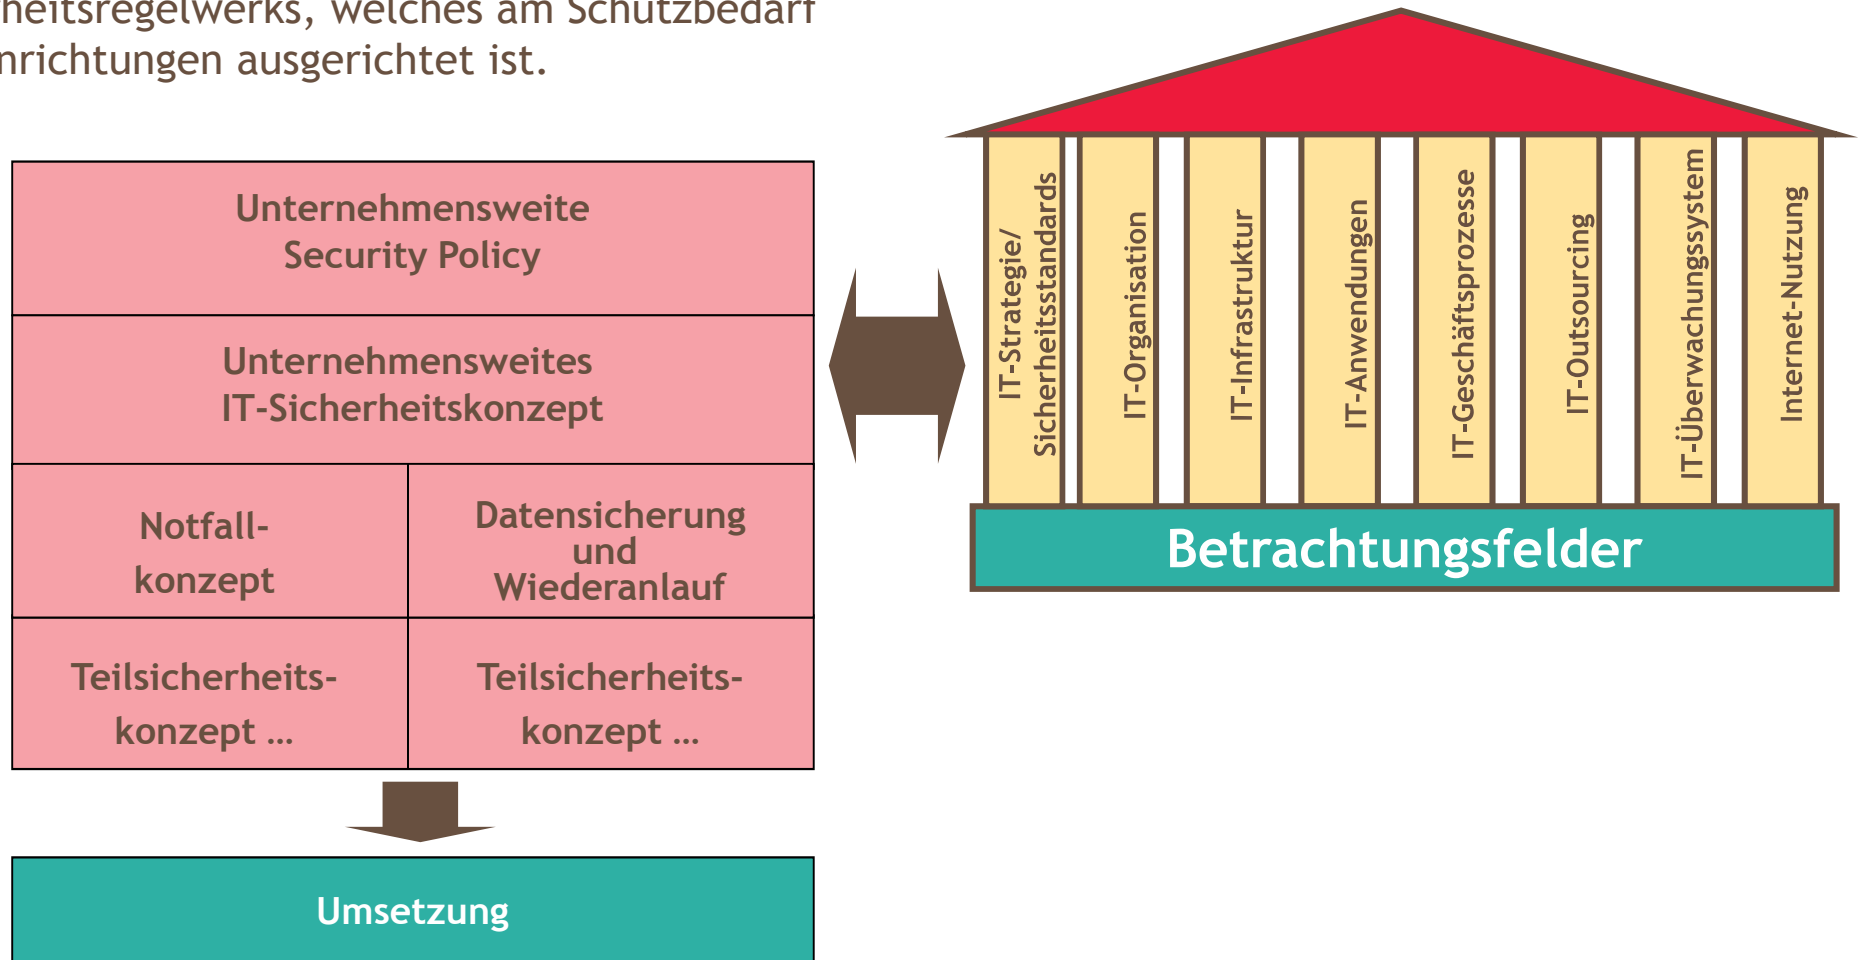 heitsregelwerks, welches am Schutzbedarf
nrichtungen ausgerichtet ist.
Unternehmensweite
Security Policy
Unternehmensweites
IT-Sicherheitskonzept
Notfall-
konzept
Datensicherung
und
Wiederanlauf
Teilsicherheits-
konzept …
Teilsicherheits-
konzept …
Umsetzung
IT-Strategie/
Sicherheitsstandards
IT-Organisation
IT-Infrastruktur
IT-Anwendungen
IT-Geschäftsprozesse
IT-Outsourcing
IT-Überwachungssystem
Internet-Nutzung
Betrachtungsfelder